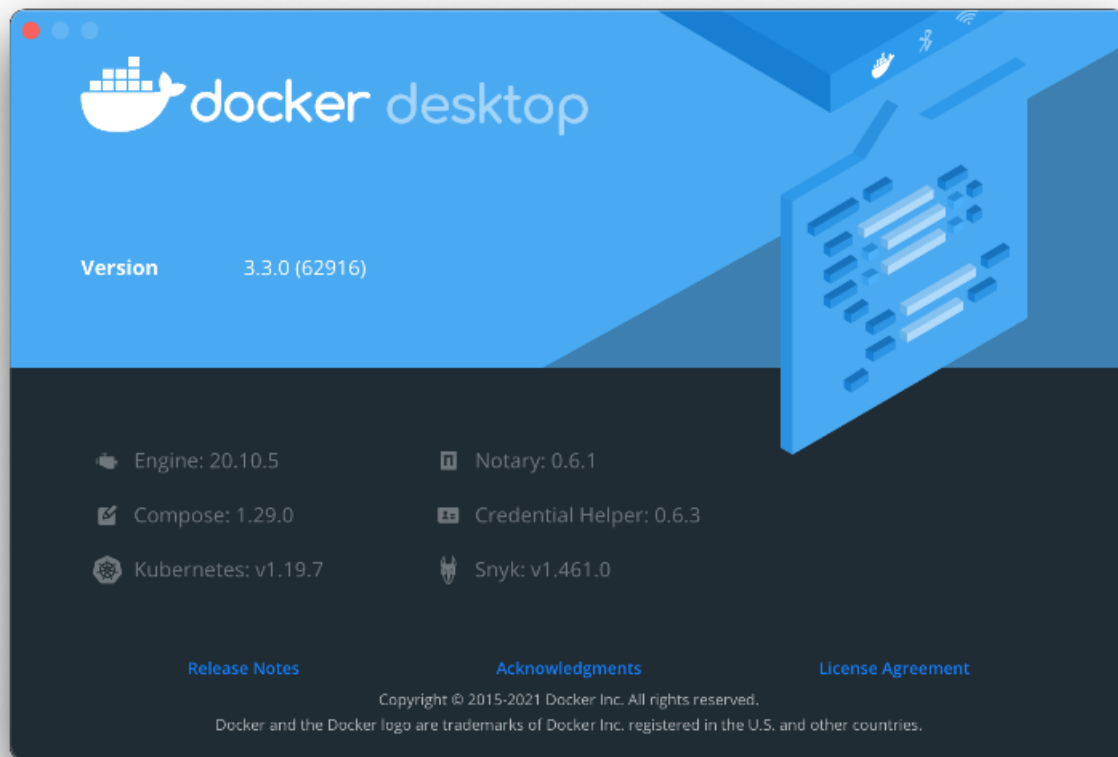 docker desktop
Version 3.3.0 (62916)
Engine: 20.10.5 Notary: 0.6.1
Compose: 1.29.0 Credential Helper: 0.6.3
Kubernetes: v1.19.7 Snyk: v1.461.0
Release Notes Acknowledgments License Agreement
Copyright © 2015-2021 Docker Inc. All rights reserved.
Docker and the Docker logo are trademarks of Docker Inc. registered in the U.S. and other countries.